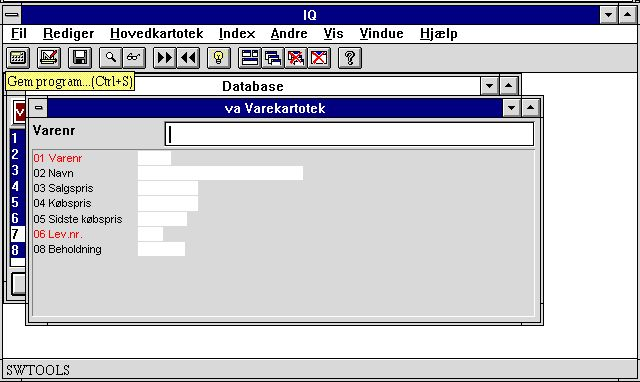 IQ
Fil Rediger Hovedkartotek Index Andre Vis Vindue Hjælp
Gem program...(Ctrl+S)
Database
va Varekartotek
v
1
2
3
4
5
6
7
8
Varenr
01 Varenr
02 Navn
03 Salgspris
04 Købspris
05 Sidste købspris
06 Lev.nr.
08 Beholdning
SWTOOLS